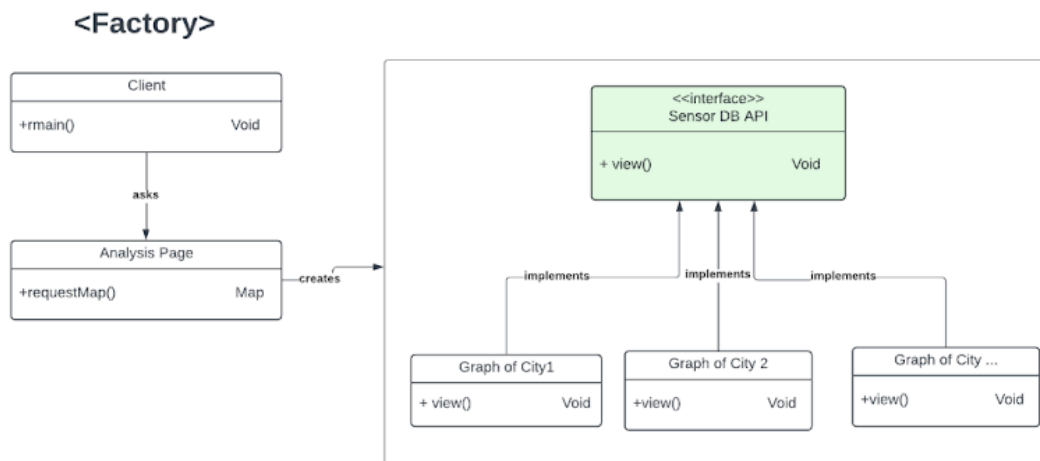 <Factory>
Client
+rmain() Void
asks
Analysis Page
+requestMap() Map
creates
<<interface>>
Sensor DB API
+ view() Void
implements
implements
implements
Graph of City1
+ view() Void
Graph of City 2
+view() Void
Graph of City ...
+view() Void